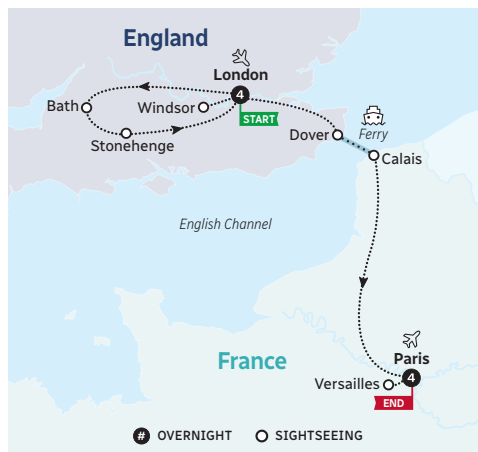 England
London
4
START
Bath
Windsor
Stonehenge
Dover
Ferry
Calais
English Channel
France
Paris
4
Versailles
END
# OVERNIGHT
SIGHTSEEING